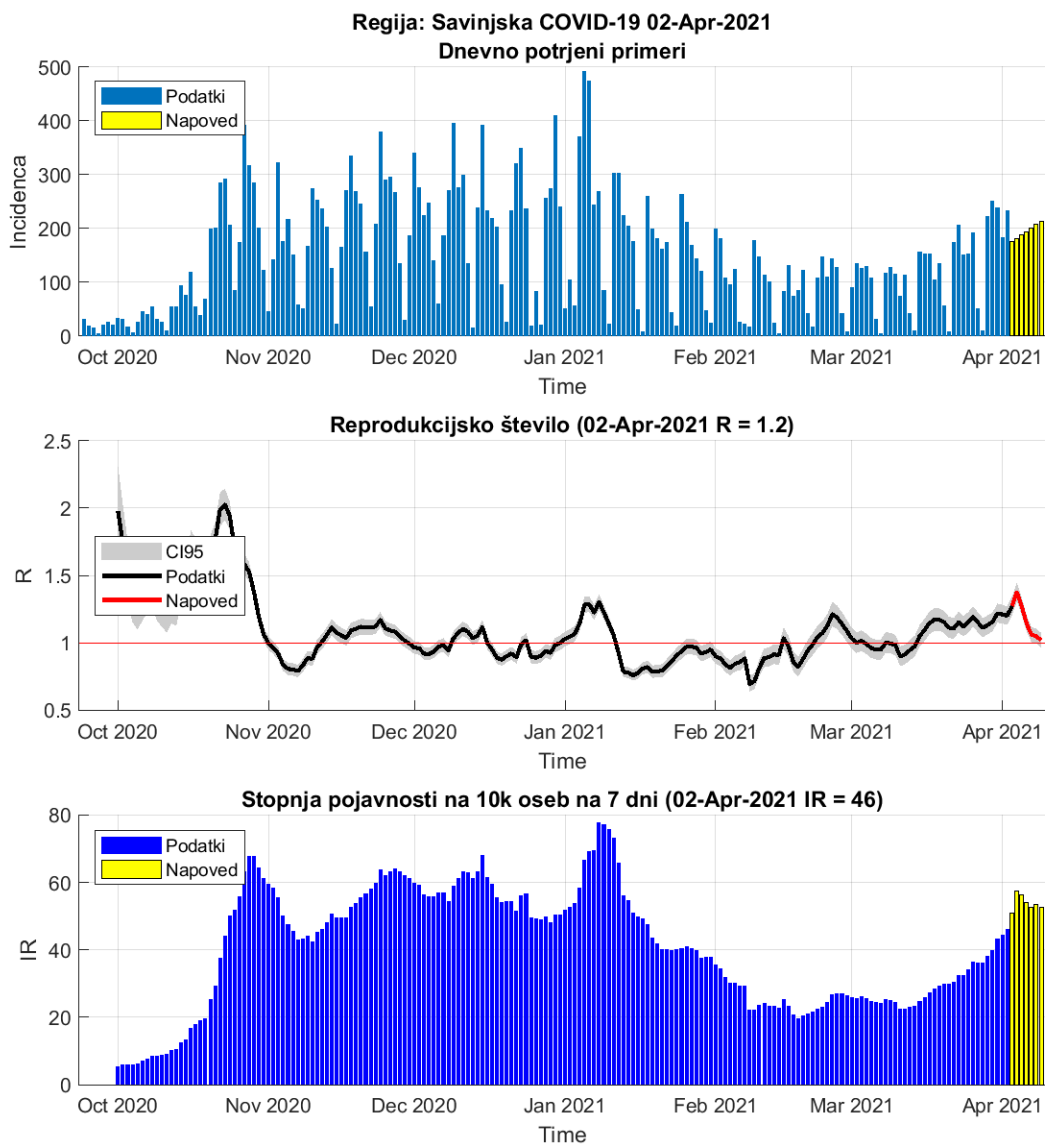 Regija: Savinjska COVID-19 02-Apr-2021
Dnevno potrjeni primeri
500
400
300
200
100
0
Incidenca
Podatki
Napoved
Oct 2020 Nov 2020 Dec 2020 Jan 2021 Feb 2021 Mar 2021 Apr 2021
Time
Reprodukcijsko število (02-Apr-2021 R = 1.2)
2.5
2
1.5
1
0.5
R
CI95
Podatki
Napoved
Oct 2020 Nov 2020 Dec 2020 Jan 2021 Feb 2021 Mar 2021 Apr 2021
Time
Stopnja pojavnosti na 10k oseb na 7 dni (02-Apr-2021 IR = 46)
80
60
40
20
0
IR
Podatki
Napoved
Oct 2020 Nov 2020 Dec 2020 Jan 2021 Feb 2021 Mar 2021 Apr 2021
Time